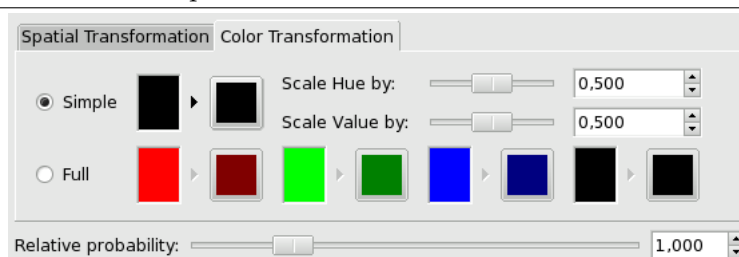 Spatial Transformation Color Transformation
Simple Scale Hue by: 0,500
Scale Value by: 0,500
Full
Relative probability: 1,000